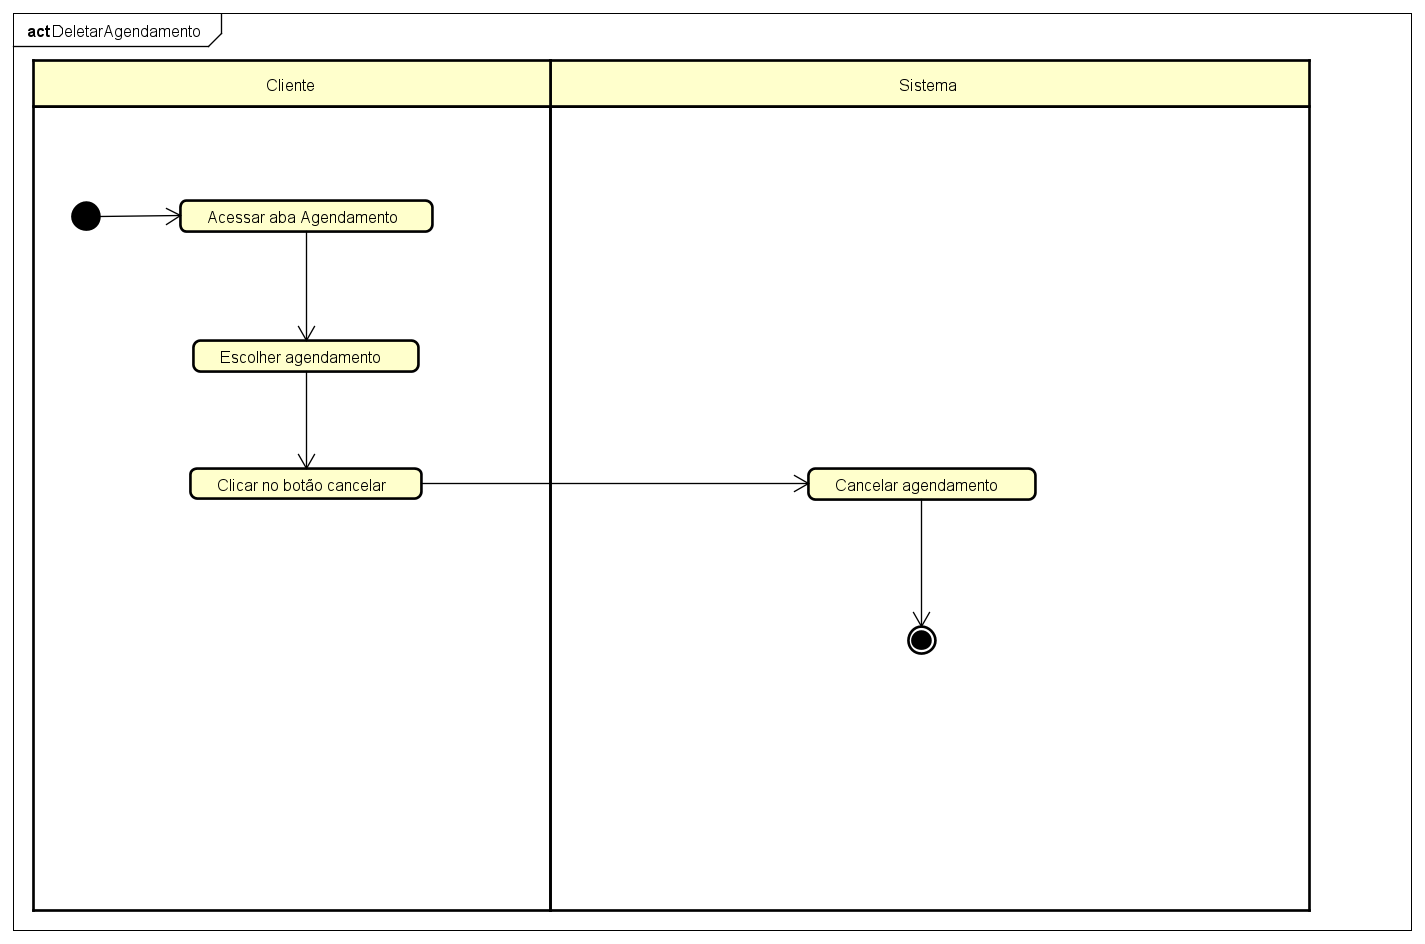 act DeletarAgendamento
Cliente
Sistema
Acessar aba Agendamento
Escolher agendamento
Clicar no botão cancelar
Cancelar agendamento